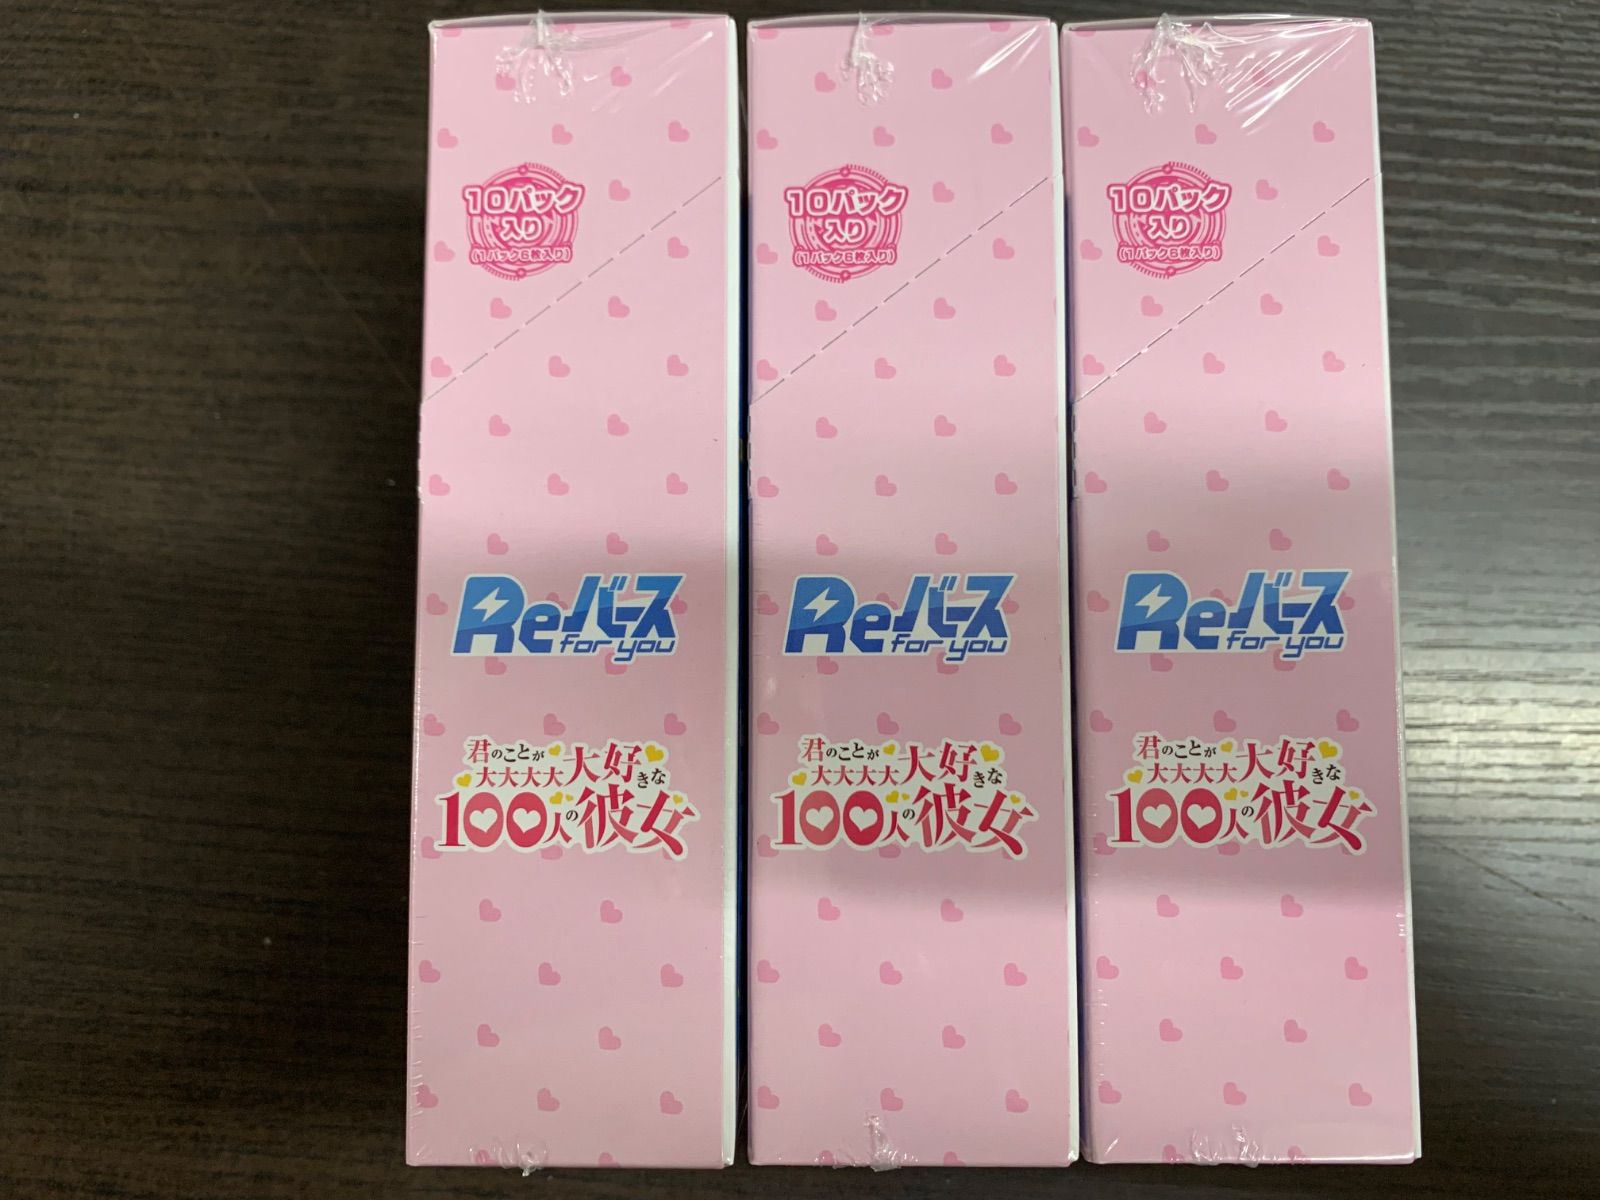 10パック
入り
(1パック6枚入り)
Reバース
for you
君のことが
大大大大大好きな
100人の彼女
10パック
入り
(1パック6枚入り)
Reバース
for you
君のことが
大大大大大好きな
100人の彼女
10パック
入り
(1パック6枚入り)
Reバース
for you
君のことが
大大大大大好きな
100人の彼女